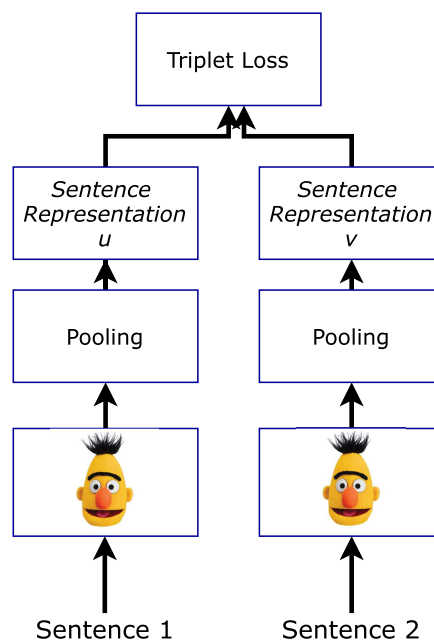 Triplet Loss
Sentence
Representation
u
Sentence
Representation
v
Pooling
Pooling
Sentence 1
Sentence 2